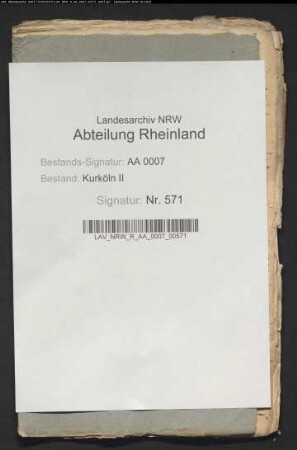 Landesarchiv NRW
Abteilung Rheinland
Bestands-Signatur: AA 0007
Bestand: Kurköln II
Signatur: Nr. 571
LAV_NRW_R_AA_0007_00571